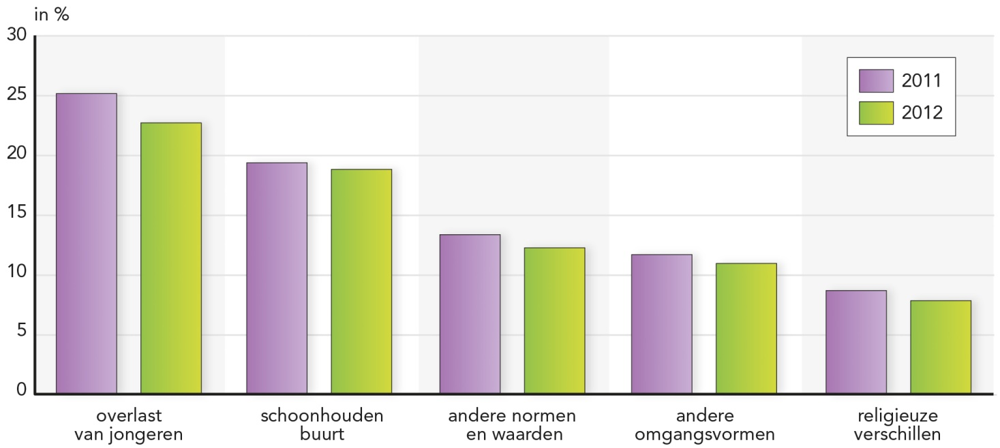 in %
30
25
20
15
10
5
0
2011
2012
overlast
van jongeren
schoonhouden
buurt
andere normen
en waarden
andere
omgangsvormen
religieuze
verschillen